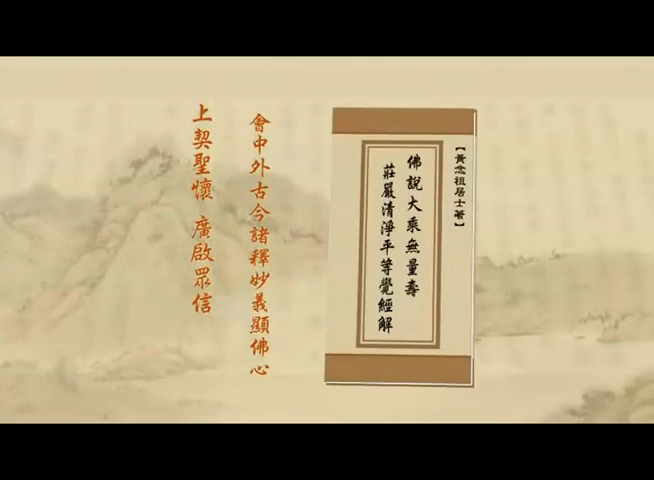 【黃念祖居士著】
佛說大乘無量壽
莊嚴清淨平等覺經解
會中外古今諸釋妙義顯佛心
上契聖懷 廣啟眾信